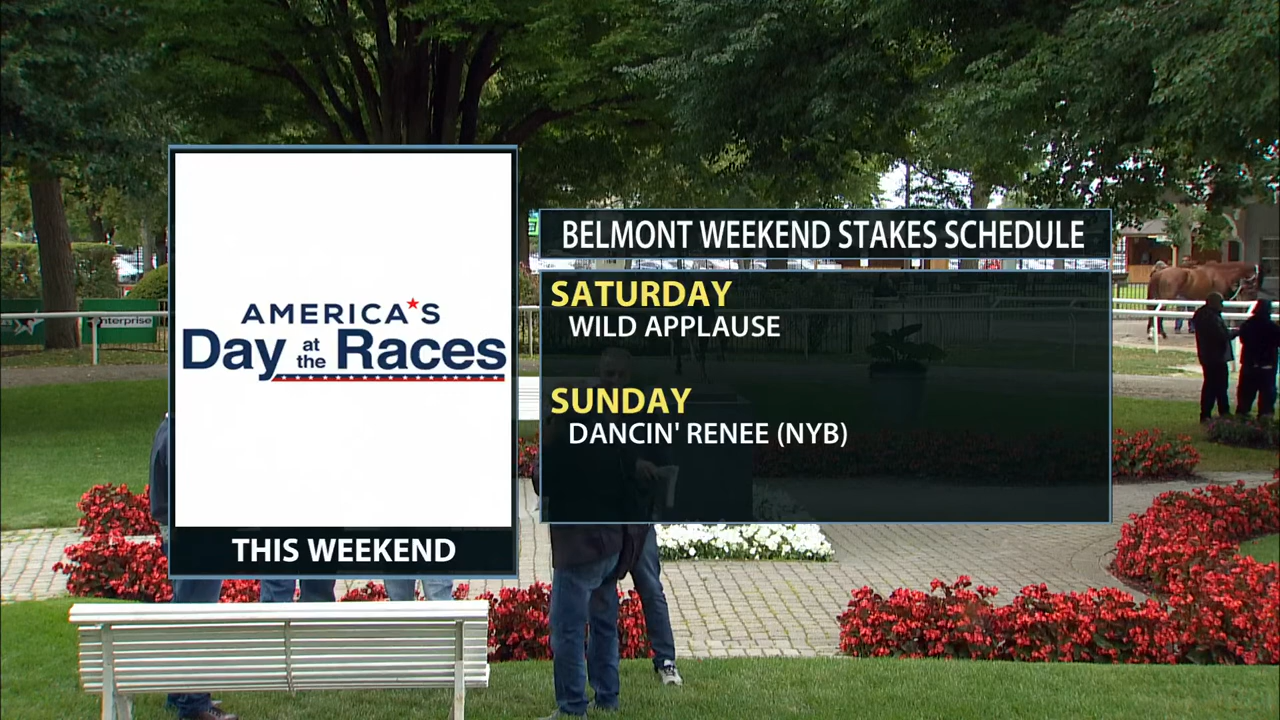 AMERICA'S
Day at the Races
THIS WEEKEND
BELMONT WEEKEND STAKES SCHEDULE
SATURDAY
WILD APPLAUSE
SUNDAY
DANCIN' RENEE (NYB)
enterprise